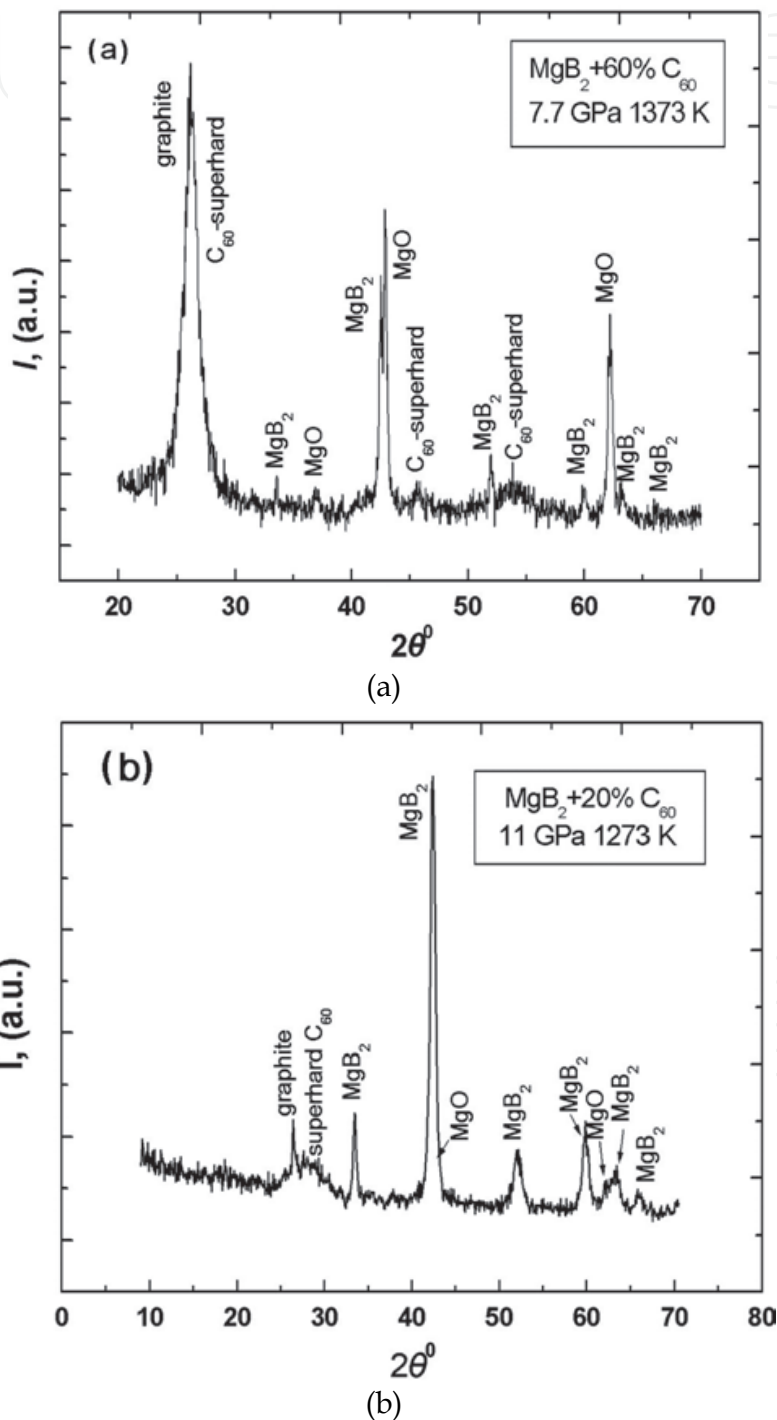 (a)
MgB₂+60% C₆₀
7.7 GPa 1373 K
I, (a.u.)
graphite
C₆₀-superhard
MgB₂
MgO
MgB₂
MgO
C₆₀-superhard
MgB₂
C₆₀-superhard
MgB₂
MgO
MgB₂
MgB₂
20 30 40 50 60 70
2θ⁰
(a)
(b)
MgB₂+20% C₆₀
11 GPa 1273 K
I, (a.u.)
graphite
superhard C₆₀
MgB₂
MgB₂
MgO
MgB₂
MgB₂
MgO
MgB₂
MgB₂
0 10 20 30 40 50 60 70 80
2θ⁰
(b)